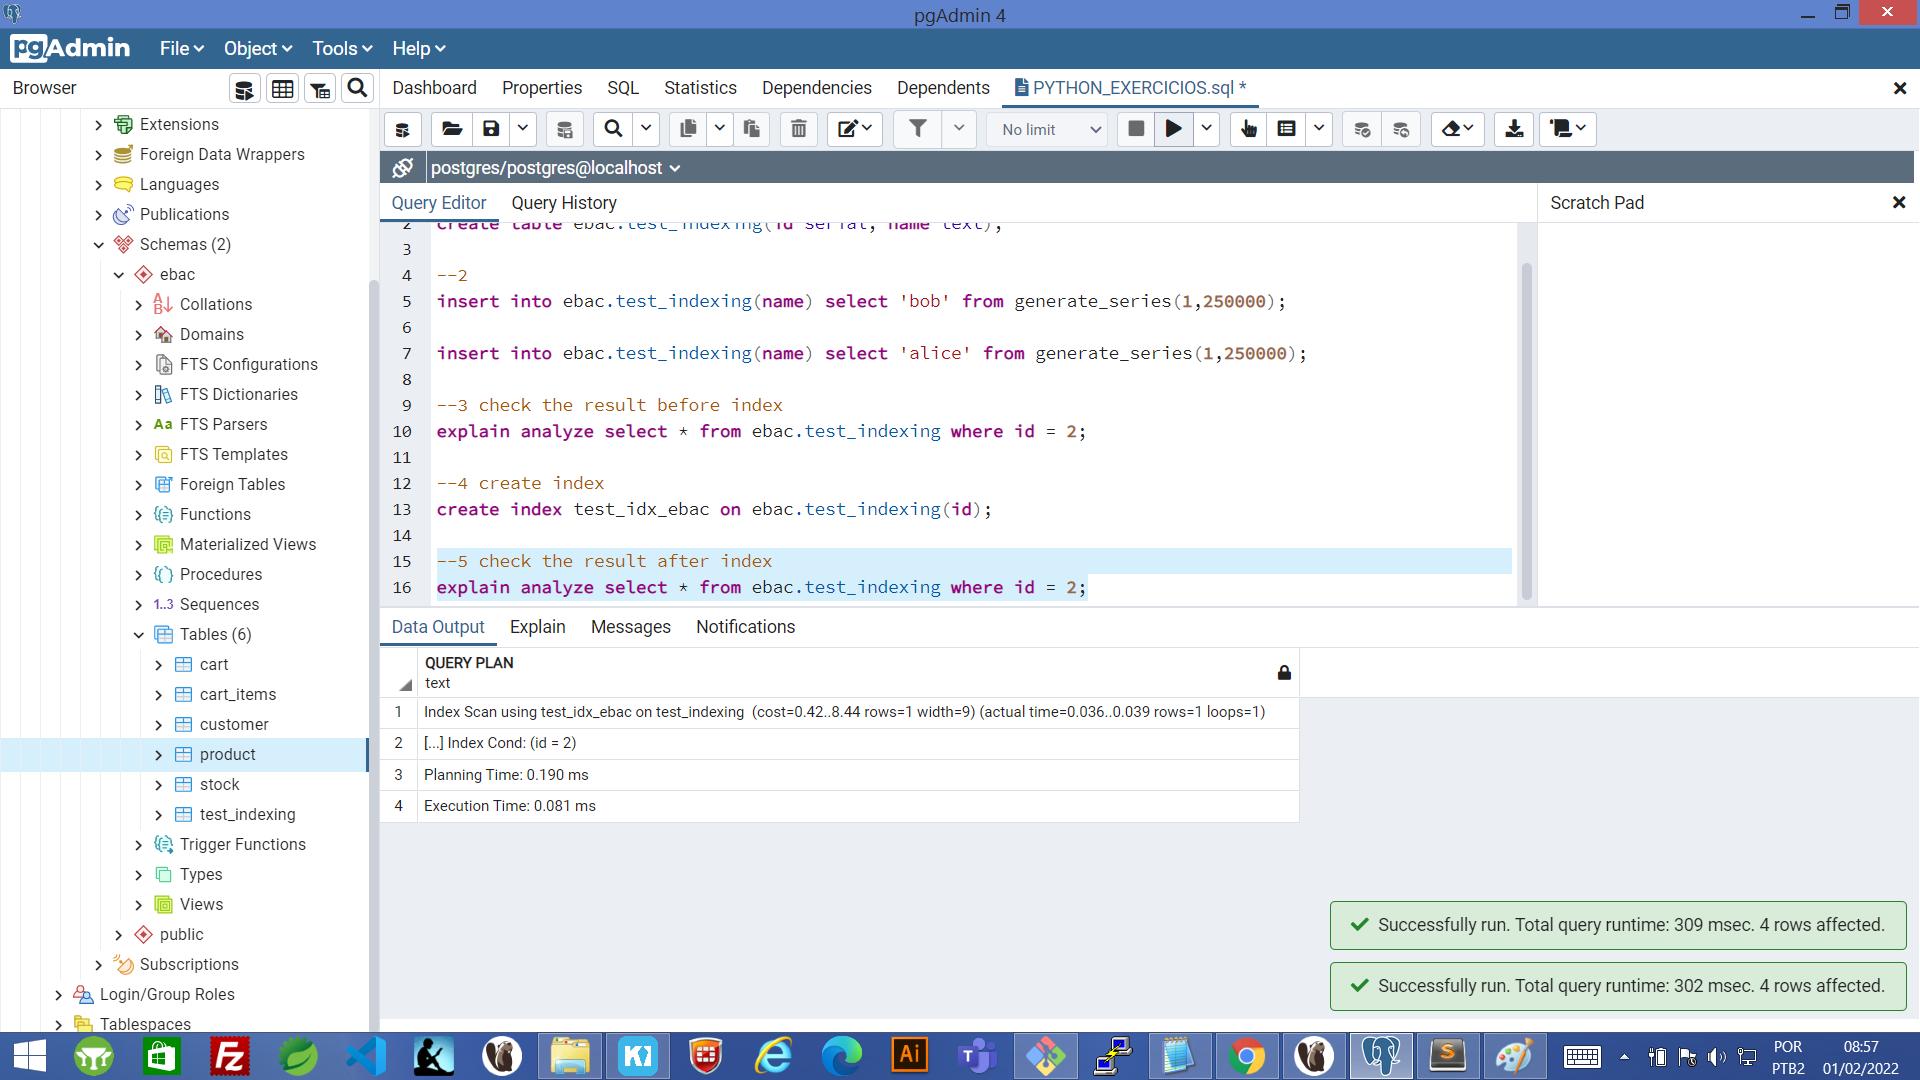 pgAdmin 4
pgAdmin File Object Tools Help
Browser
Dashboard Properties SQL Statistics Dependencies Dependents PYTHON_EXERCICIOS.sql *
No limit
postgres/postgres@localhost
Query Editor Query History
Scratch Pad
Extensions
Foreign Data Wrappers
Languages
Publications
Schemas (2)
ebac
Collations
Domains
FTS Configurations
FTS Dictionaries
Aa FTS Parsers
FTS Templates
Foreign Tables
Functions
Materialized Views
Procedures
1..3 Sequences
Tables (6)
cart
cart_items
customer
product
stock
test_indexing
Trigger Functions
Types
Views
public
Subscriptions
Login/Group Roles
Tablespaces
2 create table ebac.test_indexing(id serial, name text);
3
4 --2
5 insert into ebac.test_indexing(name) select 'bob' from generate_series(1,250000);
6
7 insert into ebac.test_indexing(name) select 'alice' from generate_series(1,250000);
8
9 --3 check the result before index
10 explain analyze select * from ebac.test_indexing where id = 2;
11
12 --4 create index
13 create index test_idx_ebac on ebac.test_indexing(id);
14
15 --5 check the result after index
16 explain analyze select * from ebac.test_indexing where id = 2;
Data Output Explain Messages Notifications
QUERY PLAN
text
1 Index Scan using test_idx_ebac on test_indexing (cost=0.42..8.44 rows=1 width=9) (actual time=0.036..0.039 rows=1 loops=1)
2 [...] Index Cond: (id = 2)
3 Planning Time: 0.190 ms
4 Execution Time: 0.081 ms
Successfully run. Total query runtime: 309 msec. 4 rows affected.
Successfully run. Total query runtime: 302 msec. 4 rows affected.
POR 08:57
PTB2 01/02/2022